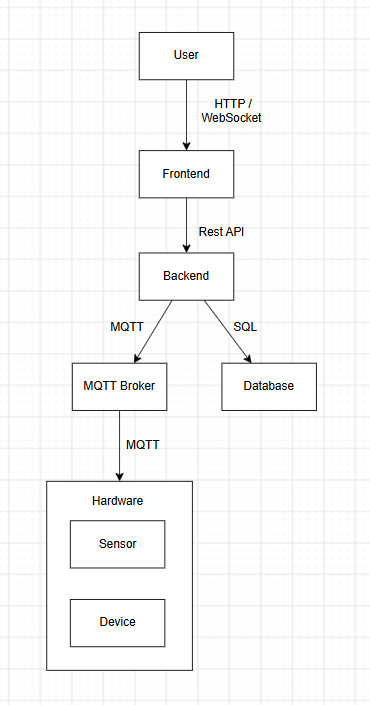 User
HTTP /
WebSocket
Frontend
Rest API
Backend
MQTT
SQL
MQTT Broker
Database
MQTT
Hardware
Sensor
Device